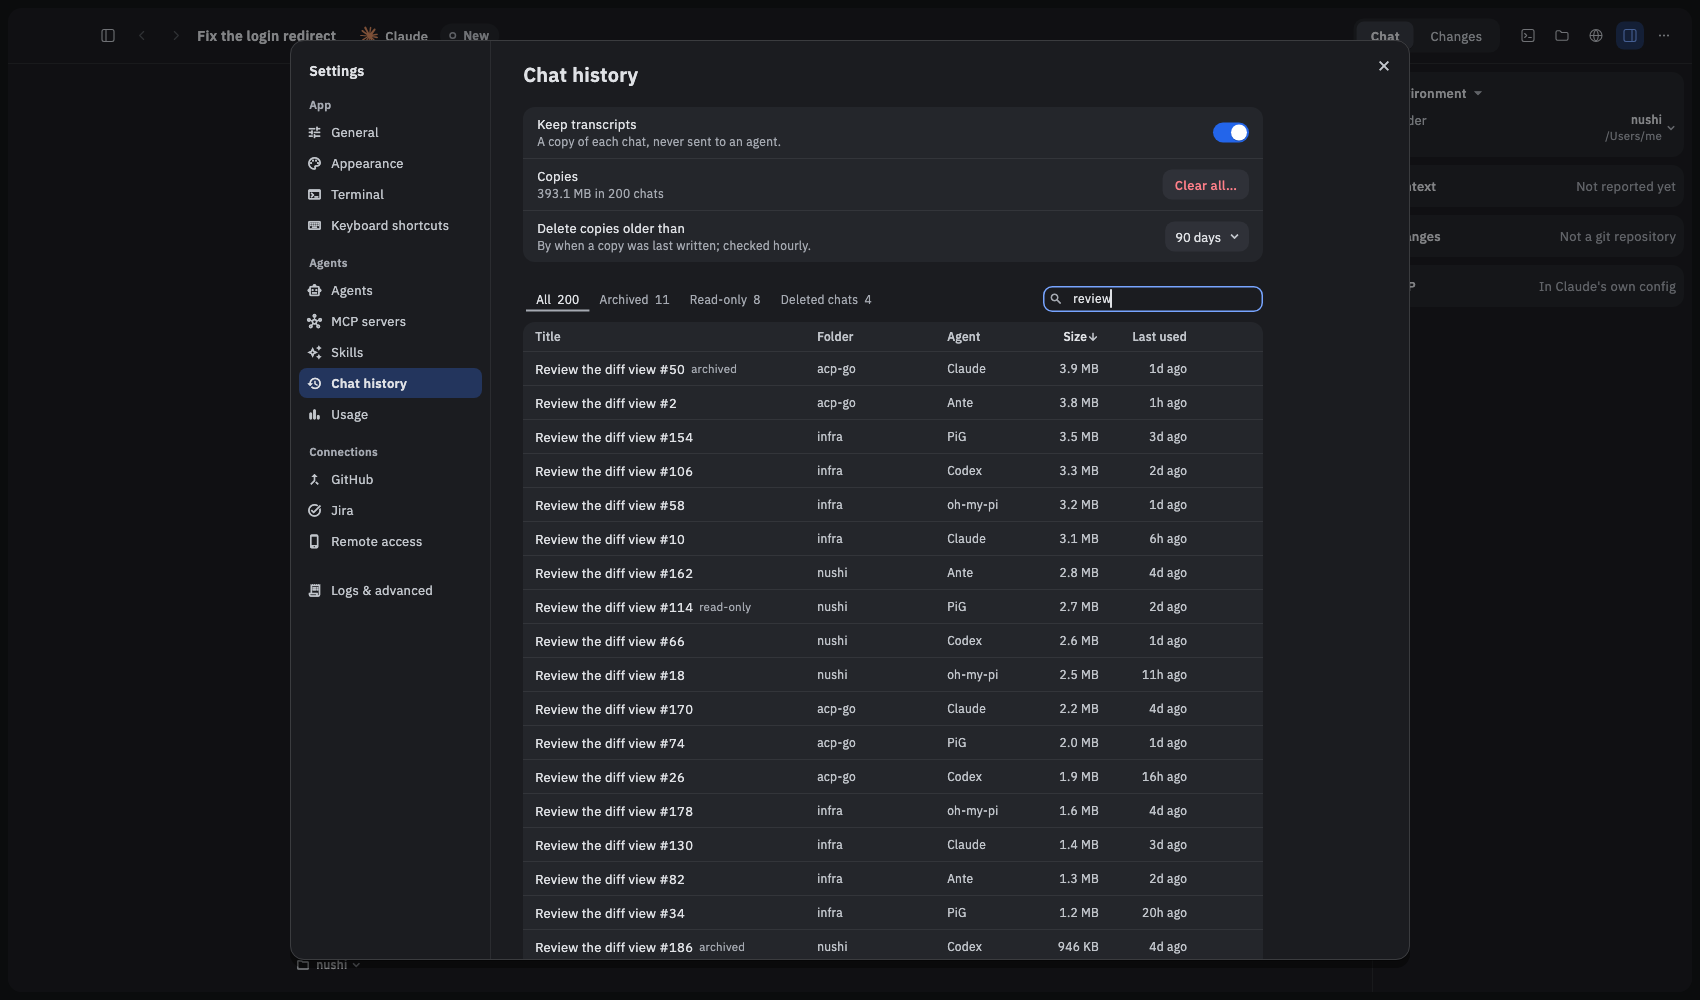 Fix the login redirect Claude New Chat Changes
Settings
App
General
Appearance
Terminal
Keyboard shortcuts
Agents
Agents
MCP servers
Skills
Chat history
Usage
Connections
GitHub
Jira
Remote access
Logs & advanced
Chat history
Keep transcripts
A copy of each chat, never sent to an agent.
Copies
393.1 MB in 200 chats
Clear all...
Delete copies older than
By when a copy was last written; checked hourly.
90 days
All 200 Archived 11 Read-only 8 Deleted chats 4
review
Title Folder Agent Size↓ Last used
Review the diff view #50 archived acp-go Claude 3.9 MB 1d ago
Review the diff view #2 acp-go Ante 3.8 MB 1h ago
Review the diff view #154 infra PiG 3.5 MB 3d ago
Review the diff view #106 infra Codex 3.3 MB 2d ago
Review the diff view #58 infra oh-my-pi 3.2 MB 1d ago
Review the diff view #10 infra Claude 3.1 MB 6h ago
Review the diff view #162 nushi Ante 2.8 MB 4d ago
Review the diff view #114 read-only nushi PiG 2.7 MB 2d ago
Review the diff view #66 nushi Codex 2.6 MB 1d ago
Review the diff view #18 nushi oh-my-pi 2.5 MB 11h ago
Review the diff view #170 acp-go Claude 2.2 MB 4d ago
Review the diff view #74 acp-go PiG 2.0 MB 1d ago
Review the diff view #26 acp-go Codex 1.9 MB 16h ago
Review the diff view #178 infra oh-my-pi 1.6 MB 4d ago
Review the diff view #130 infra Claude 1.4 MB 3d ago
Review the diff view #82 infra Ante 1.3 MB 2d ago
Review the diff view #34 infra PiG 1.2 MB 20h ago
Review the diff view #186 archived nushi Codex 946 KB 4d ago
ironment
der nushi
/Users/me
text Not reported yet
nges Not a git repository
P In Claude's own config
nushi